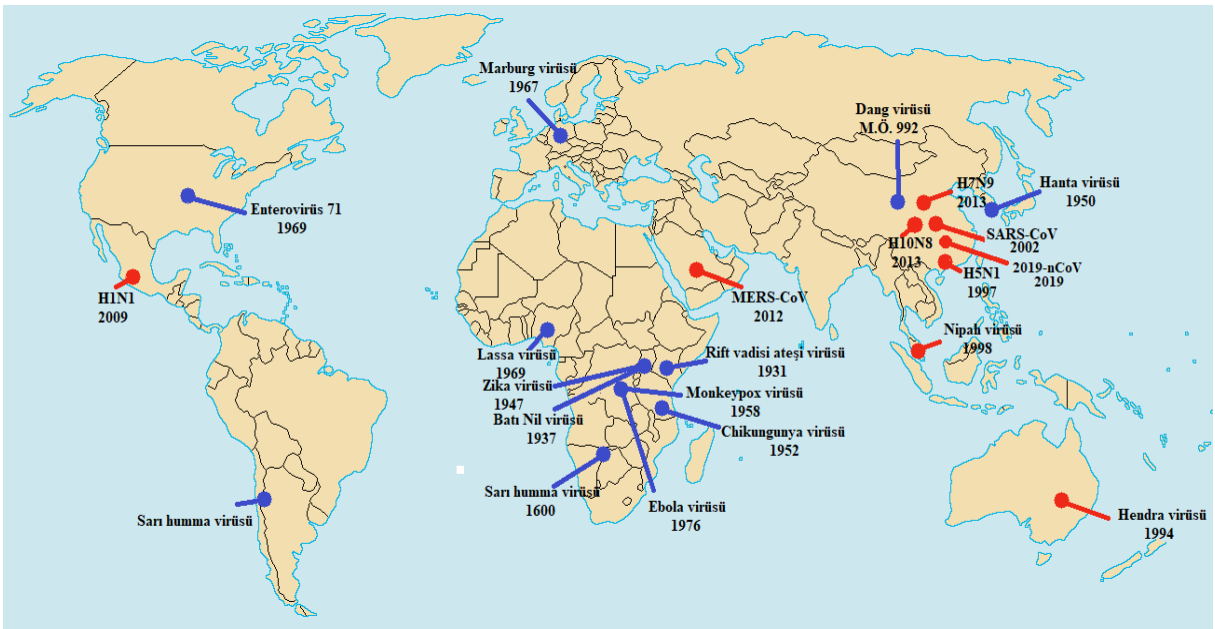 Marburg virüsü
1967
Dang virüsü
M.Ö. 992
Enterovirüs 71
1969
H7N9
2013
Hanta virüsü
1950
H10N8
2013
SARS-CoV
2002
2019-nCoV
2019
H5N1
1997
H1N1
2009
MERS-CoV
2012
Nipah virüsü
1998
Lassa virüsü
1969
Rift vadisi ateşi virüsü
1931
Zika virüsü
1947
Monkeypox virüsü
1958
Batı Nil virüsü
1937
Chikungunya virüsü
1952
Sarı humma virüsü
1600
Ebola virüsü
1976
Sarı humma virüsü
Hendra virüsü
1994